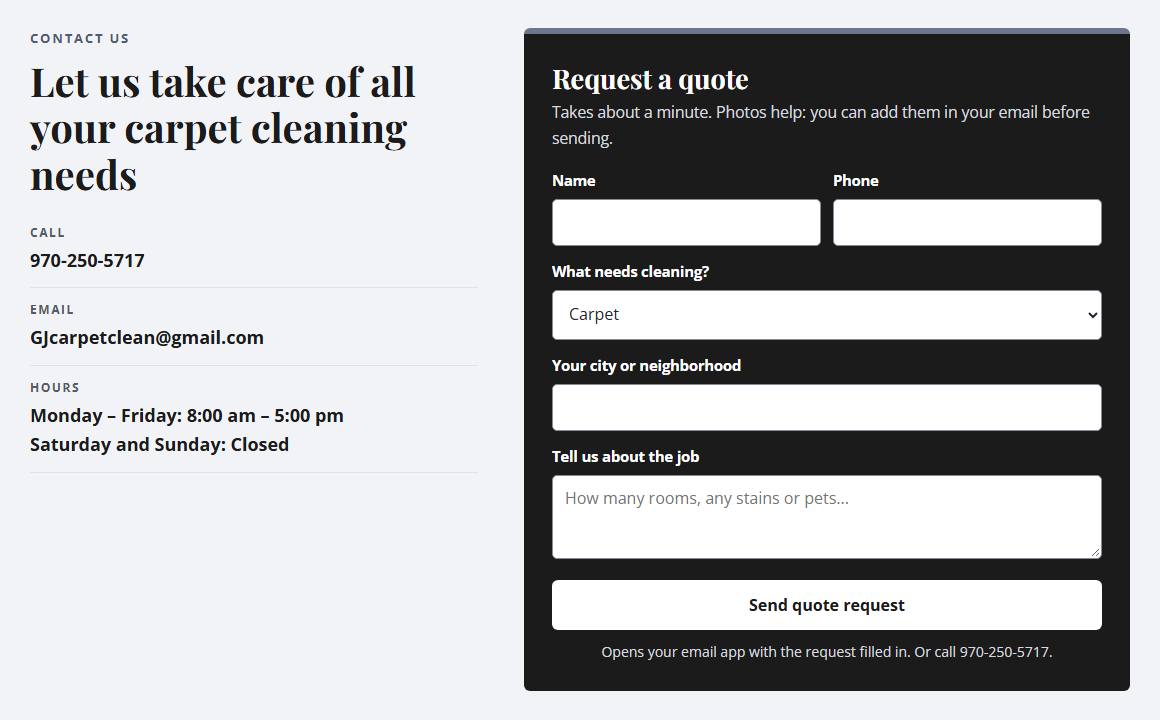 CONTACT US
Let us take care of all
your carpet cleaning
needs
CALL
970-250-5717
EMAIL
GJcarpetclean@gmail.com
HOURS
Monday – Friday: 8:00 am – 5:00 pm
Saturday and Sunday: Closed
Request a quote
Takes about a minute. Photos help: you can add them in your email before
sending.
Name
Phone
What needs cleaning?
Carpet
Your city or neighborhood
Tell us about the job
How many rooms, any stains or pets...
Send quote request
Opens your email app with the request filled in. Or call 970-250-5717.